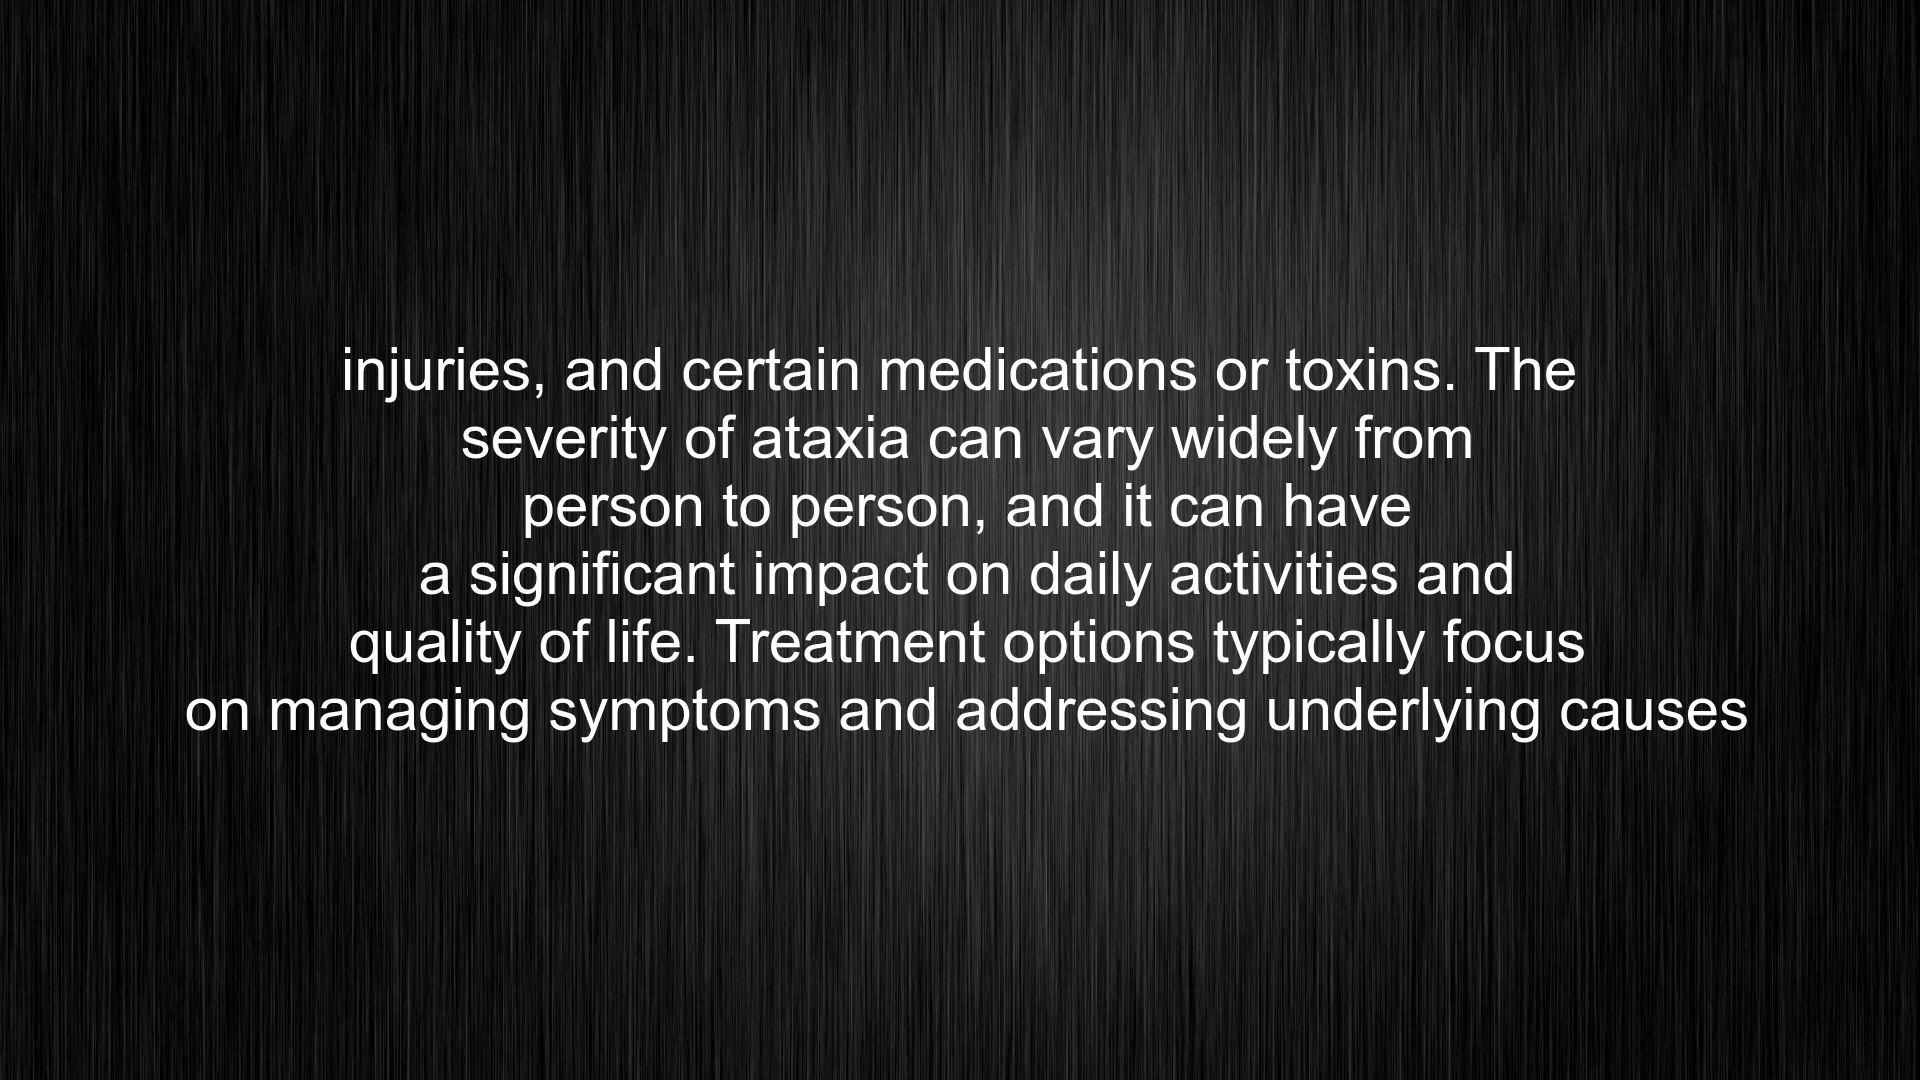 injuries, and certain medications or toxins. The
severity of ataxia can vary widely from
person to person, and it can have
a significant impact on daily activities and
quality of life. Treatment options typically focus
on managing symptoms and addressing underlying causes